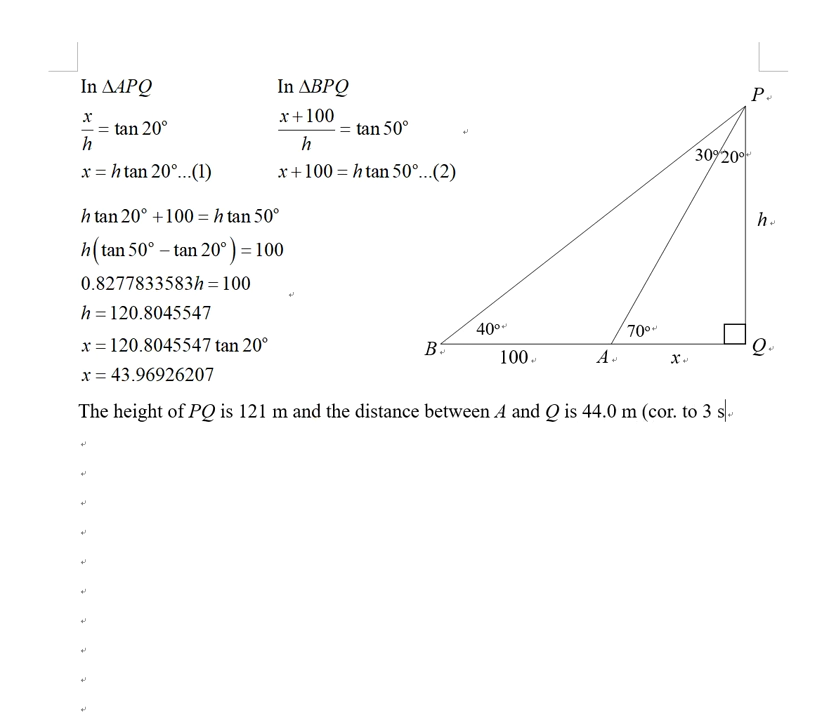 In ΔAPQ
x/h = tan 20°
x = h tan 20°...(1)
In ΔBPQ
x+100/h = tan 50°
x+100 = h tan 50°...(2)
h tan 20° +100 = h tan 50°
h(tan 50° − tan 20°) = 100
0.8277833583h = 100
h = 120.8045547
x = 120.8045547 tan 20°
x = 43.96926207
P
30° 20°
h
40°
70°
B
100
A
x
Q
The height of PQ is 121 m and the distance between A and Q is 44.0 m (cor. to 3 s